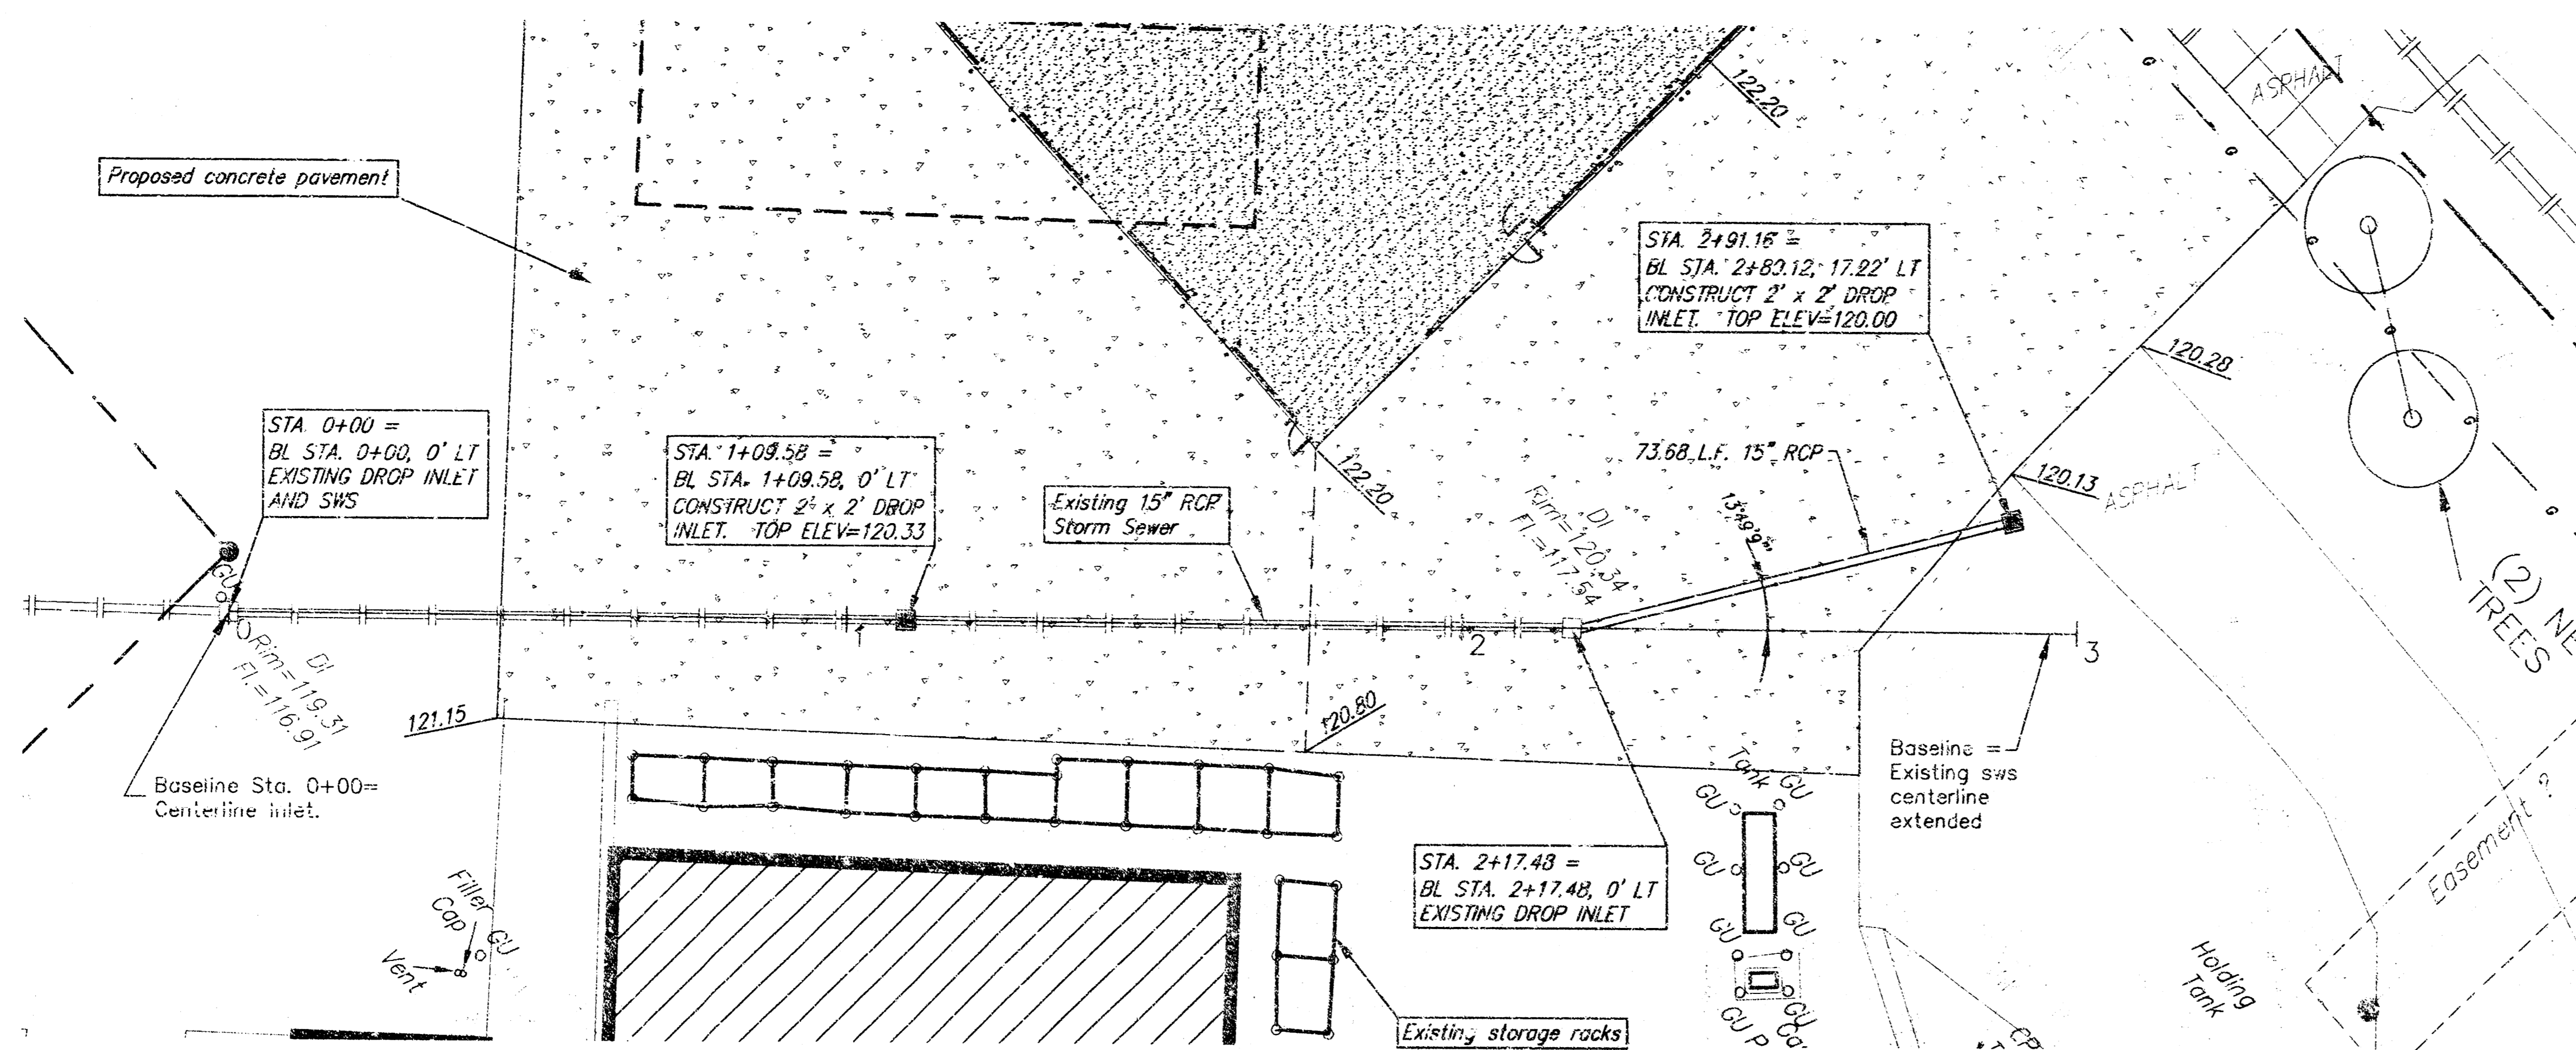 Proposed concrete pavement
STA. 0+00 =
BL STA. 0+00, 0' LT
EXISTING DROP INLET
AND SWS
STA. 1+09.58 =
BL STA. 1+09.58, 0' LT
CONSTRUCT 2' x 2' DROP
INLET. TOP ELEV=120.33
Existing 15" RCP
Storm Sewer
STA. 2+91.16 =
BL STA. 2+89.12, 17.22' LT
CONSTRUCT 2' x 2' DROP
INLET. TOP ELEV=120.00
122.20
122.20
ASPHALT
120.28
73.68 L.F. 15" RCP
120.13
ASPHALT
DI
Rim=120.34
Fl.=117.54
13°49'9"
(2) NE
TREES
GU
DI
Rim=119.31
Fl.=116.91
1
2
3
121.15
120.80
Baseline Sta. 0+00=
Centerline inlet.
Baseline =
Existing sws
centerline
extended
Tank
GU
GU
GU
GU
GU
GU
STA. 2+17.48 =
BL STA. 2+17.48, 0' LT
EXISTING DROP INLET
Easement ?
Filler
Cap
GU
Vent
Holding
Tank
GU
GU
Existing storage racks